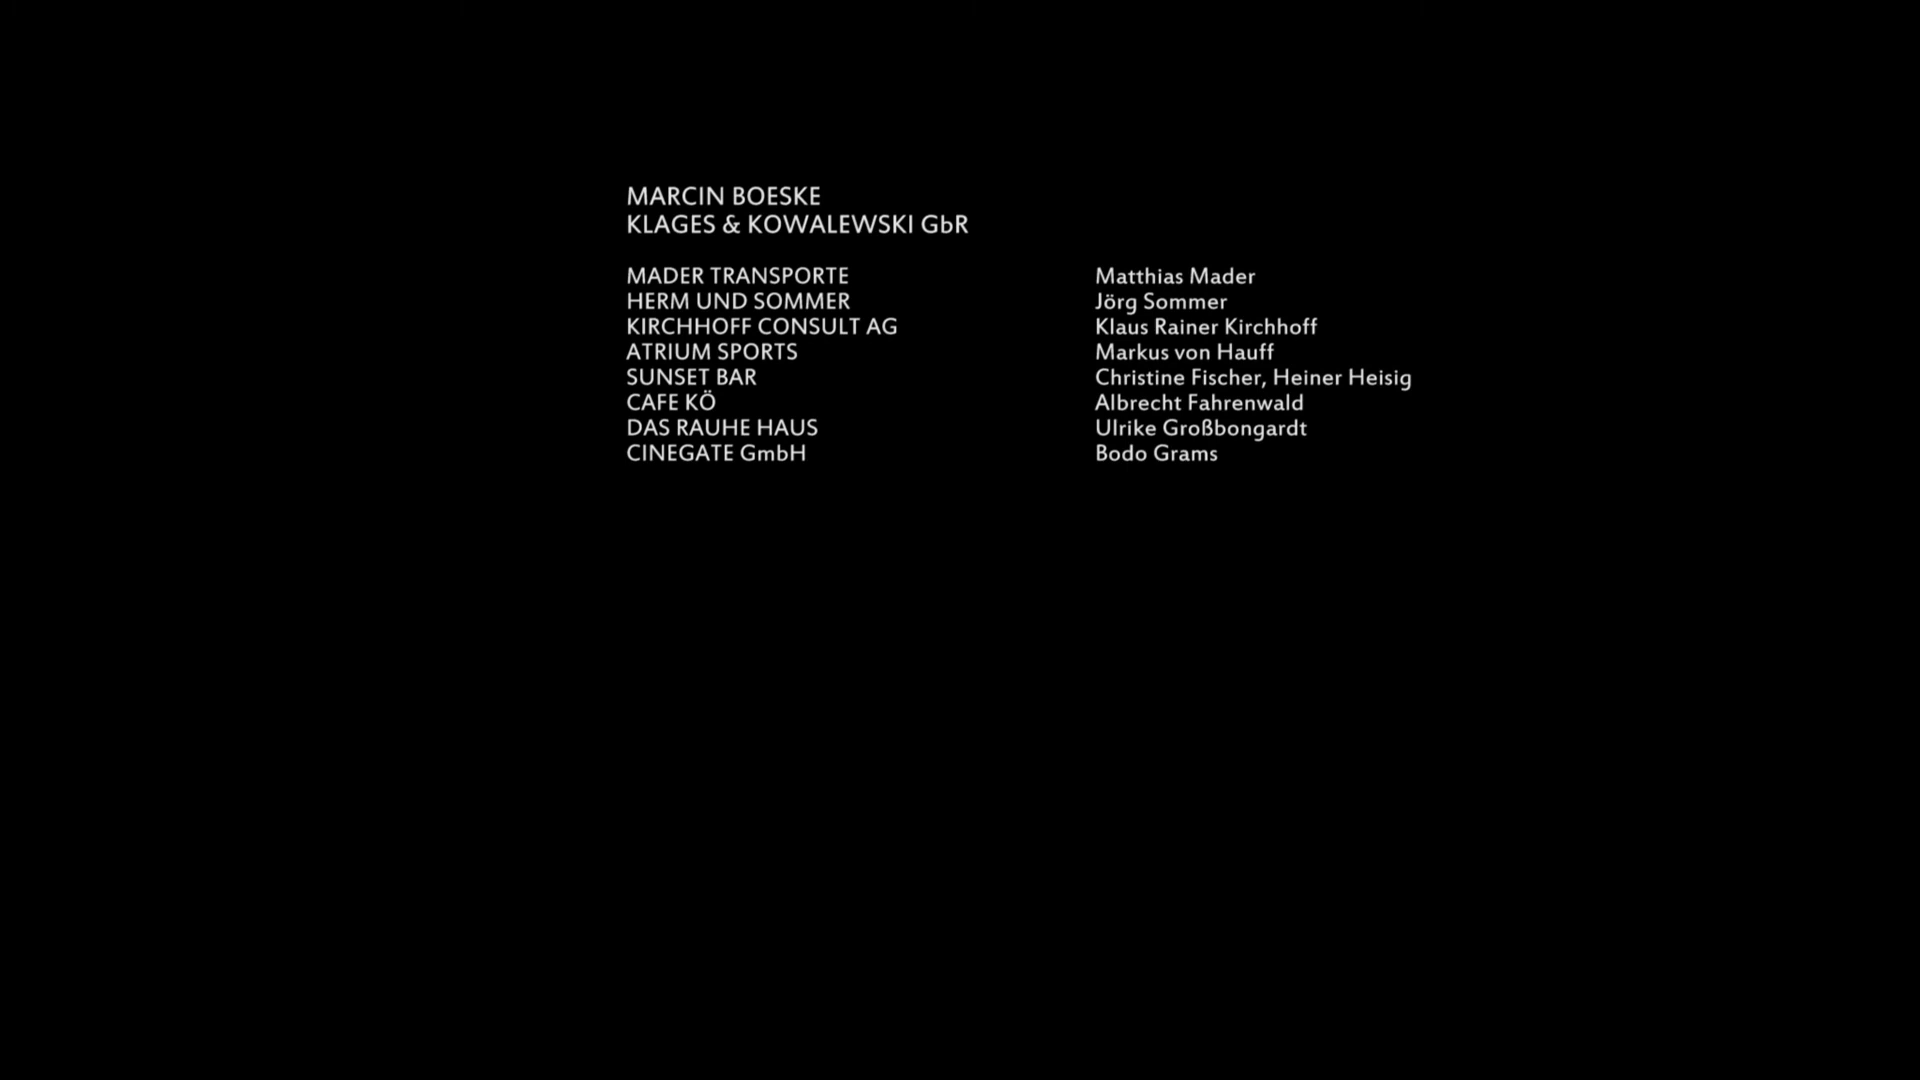 MARCIN BOESKE
KLAGES & KOWALEWSKI GbR
MADER TRANSPORTE Matthias Mader
HERM UND SOMMER Jörg Sommer
KIRCHHOFF CONSULT AG Klaus Rainer Kirchhoff
ATRIUM SPORTS Markus von Hauff
SUNSET BAR Christine Fischer, Heiner Heisig
CAFE KÖ Albrecht Fahrenwald
DAS RAUHE HAUS Ulrike Großbongardt
CINEGATE GmbH Bodo Grams